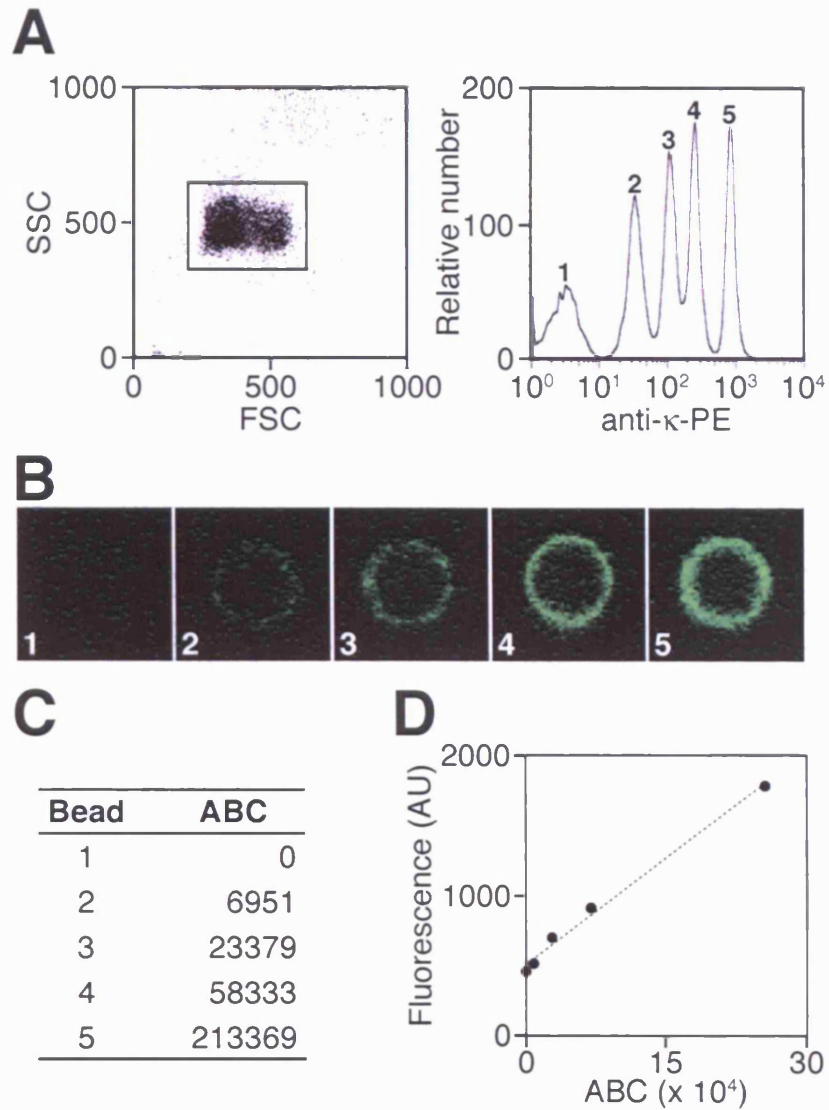 A
1000
500
0
SSC
0 500 1000
FSC
200
100
0
Relative number
1 2 3 4 5
10⁰ 10¹ 10² 10³ 10⁴
anti-κ-PE
B
1 2 3 4 5
C
Bead ABC
1 0
2 6951
3 23379
4 58333
5 213369
D
2000
1000
0
Fluorescence (AU)
0 15 30
ABC (x 10⁴)